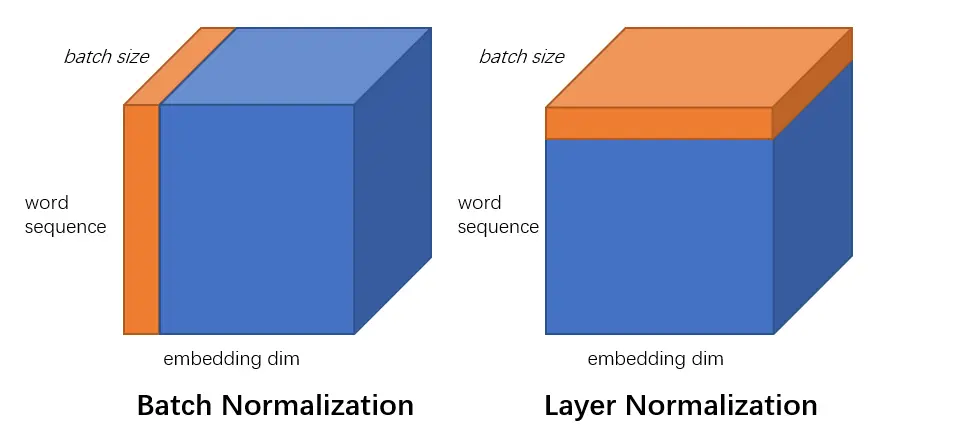 batch size
word
sequence
embedding dim
Batch Normalization
batch size
word
sequence
embedding dim
Layer Normalization